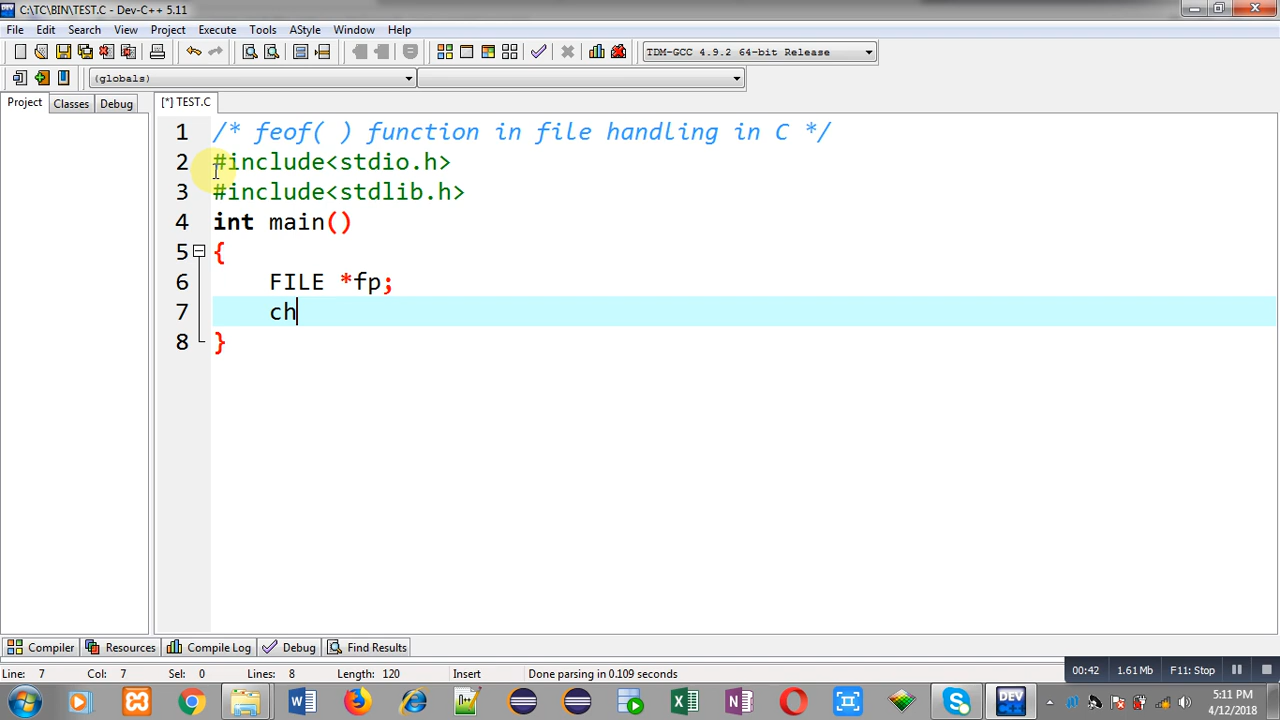 C:\TC\BIN\TEST.C - Dev-C++ 5.11
File Edit Search View Project Execute Tools AStyle Window Help
TDM-GCC 4.9.2 64-bit Release
(globals)
Project Classes Debug [*] TEST.C
1 /* feof( ) function in file handling in C */
2 #include<stdio.h>
3 #include<stdlib.h>
4 int main()
5 {
6 FILE *fp;
7 ch
8 }
Compiler Resources Compile Log Debug Find Results
Line: 7 Col: 7 Sel: 0 Lines: 8 Length: 120 Insert Done parsing in 0.109 seconds
00:42 1.61 Mb F11: Stop
DEV
5:11 PM
4/12/2018